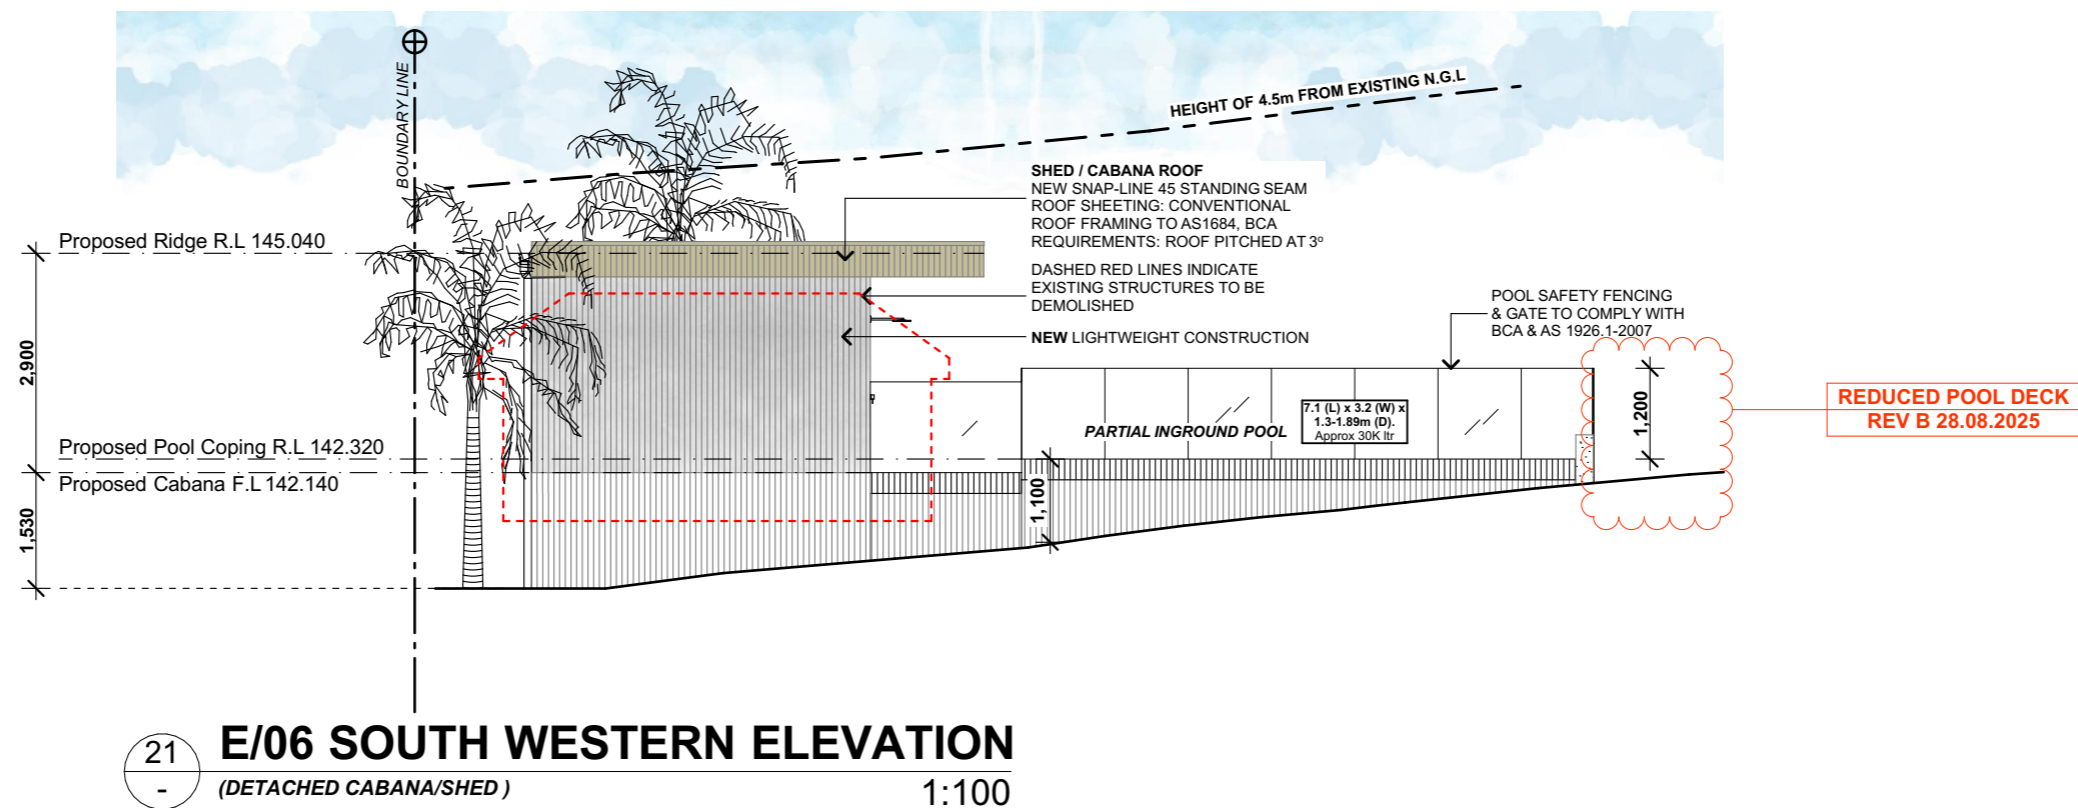 BOUNDARY LINE
HEIGHT OF 4.5m FROM EXISTING N.G.L
SHED / CABANA ROOF
NEW SNAP-LINE 45 STANDING SEAM
ROOF SHEETING: CONVENTIONAL
ROOF FRAMING TO AS1684, BCA
REQUIREMENTS: ROOF PITCHED AT 3º
DASHED RED LINES INDICATE
EXISTING STRUCTURES TO BE
DEMOLISHED
NEW LIGHTWEIGHT CONSTRUCTION
POOL SAFETY FENCING
& GATE TO COMPLY WITH
BCA & AS 1926.1-2007
Proposed Ridge R.L 145.040
2,900
Proposed Pool Coping R.L 142.320
Proposed Cabana F.L 142.140
1,530
PARTIAL INGROUND POOL
7.1 (L) x 3.2 (W) x
1.3-1.89m (D).
Approx 30K ltr
1,100
1,200
REDUCED POOL DECK
REV B 28.08.2025
21
-
E/06 SOUTH WESTERN ELEVATION
(DETACHED CABANA/SHED )
1:100